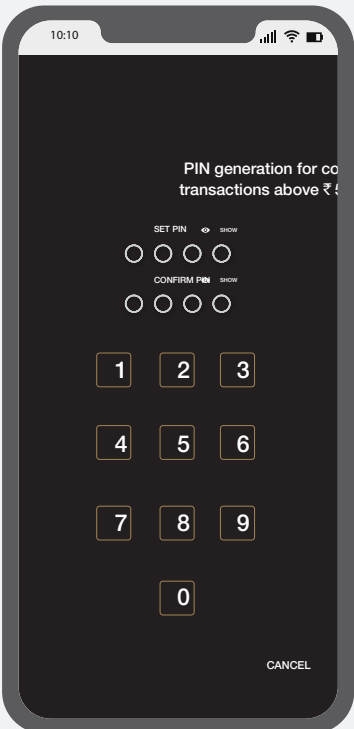 10:10
PIN generation for co
transactions above ₹ 5
SET PIN SHOW
CONFIRM PIN SHOW
1 2 3
4 5 6
7 8 9
0
CANCEL